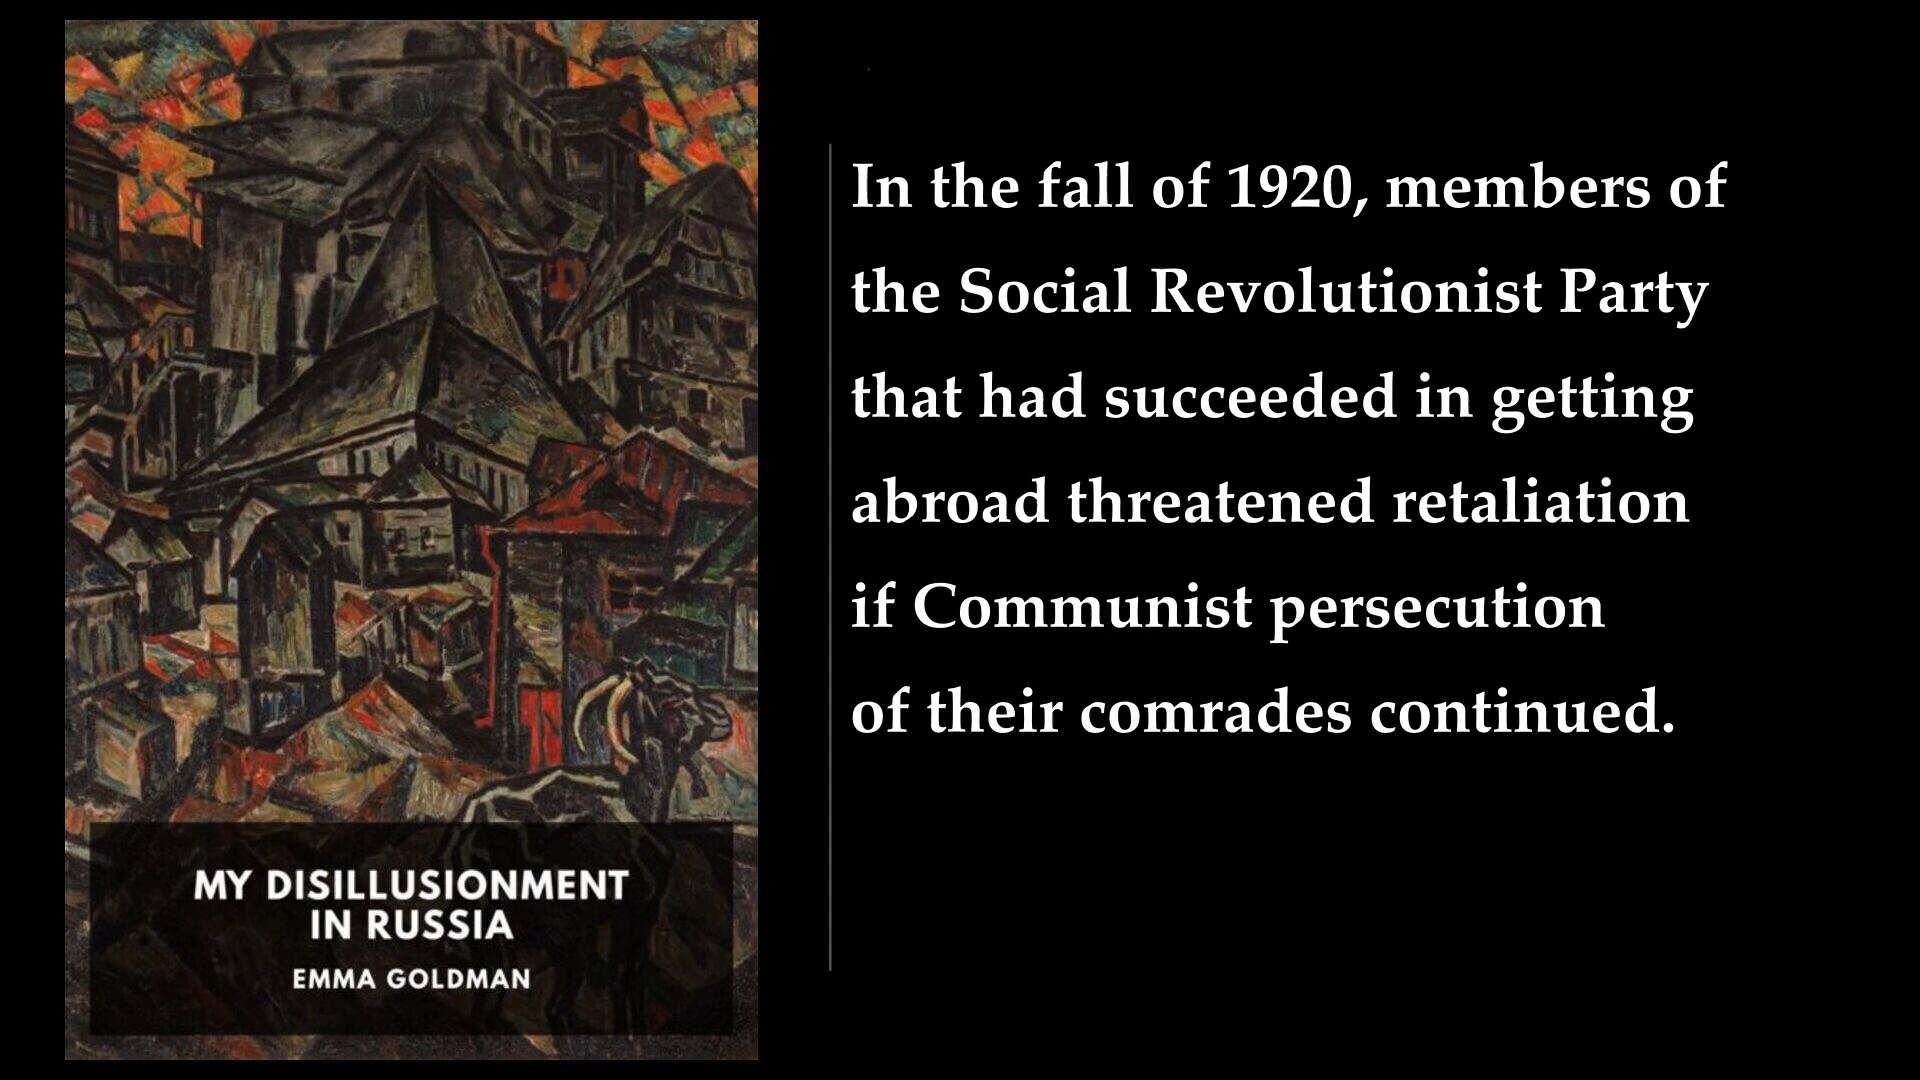 MY DISILLUSIONMENT
IN RUSSIA
EMMA GOLDMAN
In the fall of 1920, members of
the Social Revolutionist Party
that had succeeded in getting
abroad threatened retaliation
if Communist persecution
of their comrades continued.